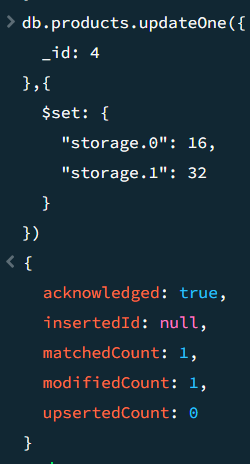 db.products.updateOne({
_id: 4
},{
$set: {
"storage.0": 16,
"storage.1": 32
}
})
{
acknowledged: true,
insertedId: null,
matchedCount: 1,
modifiedCount: 1,
upsertedCount: 0
}